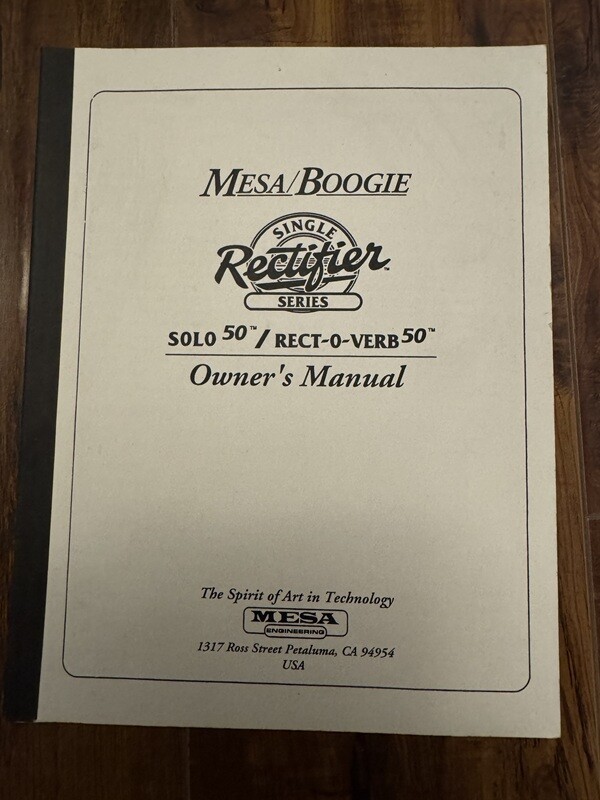 MESA/BOOGIE
SINGLE
Rectifier™
SERIES
SOLO 50™ / RECT-O-VERB 50™
Owner's Manual
The Spirit of Art in Technology
MESA
ENGINEERING
1317 Ross Street Petaluma, CA 94954
USA